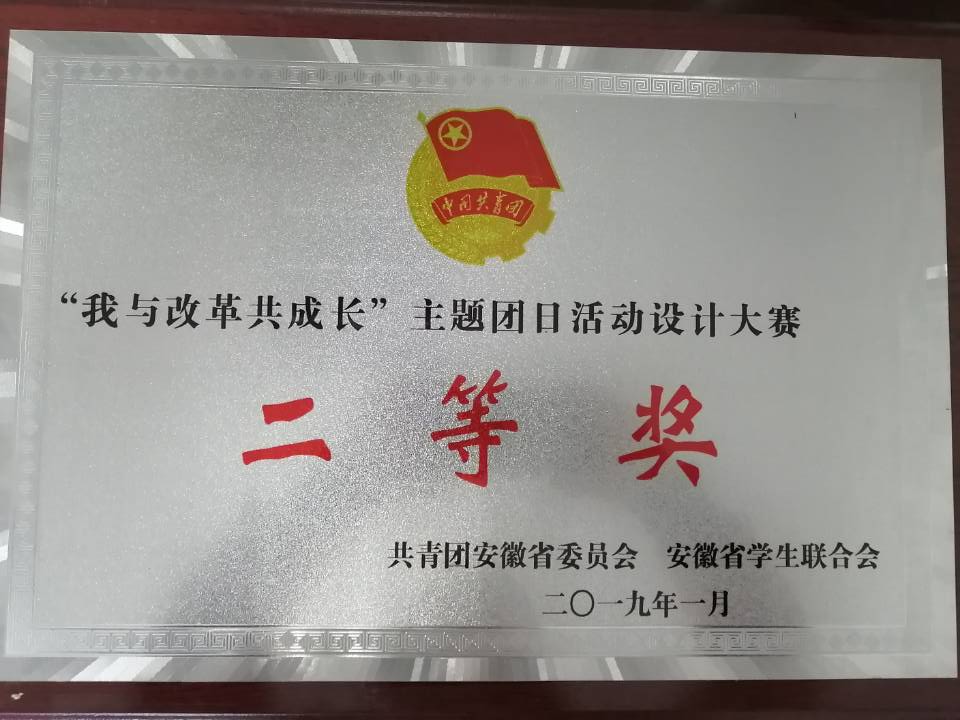 中国共青团
“我与改革共成长”主题团日活动设计大赛
二等奖
共青团安徽省委员会 安徽省学生联合会
二〇一九年一月